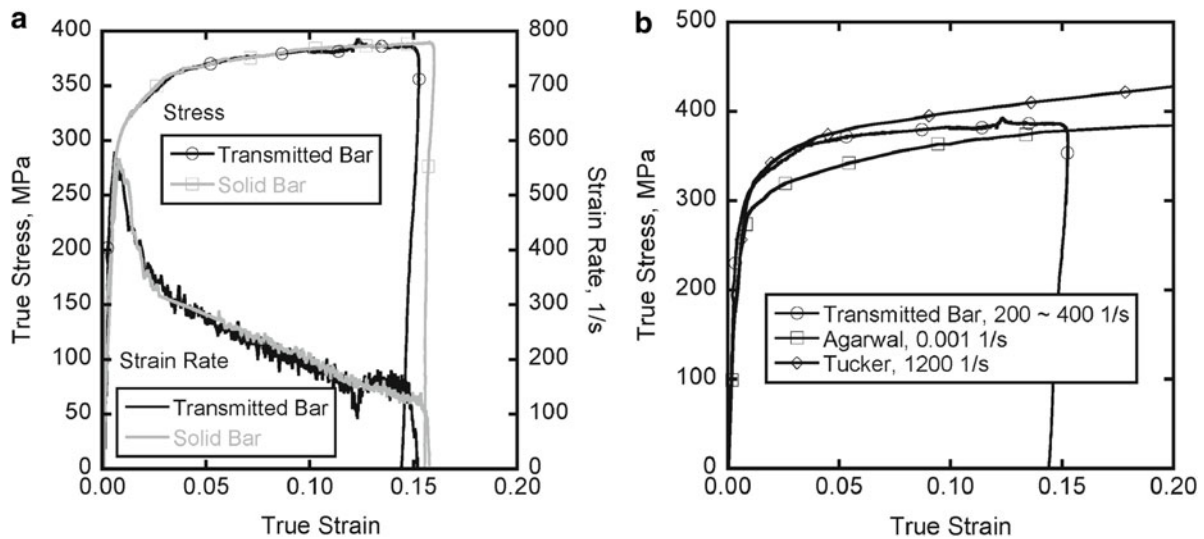 a
400
350
300
250
200
150
100
50
0
True Stress, MPa
800
700
600
500
400
300
200
100
0
Strain Rate, 1/s
Stress
Transmitted Bar
Solid Bar
Strain Rate
Transmitted Bar
Solid Bar
0.00
0.05
0.10
0.15
0.20
True Strain
b
500
400
300
200
100
0
True Stress, MPa
Transmitted Bar, 200 ~ 400 1/s
Agarwal, 0.001 1/s
Tucker, 1200 1/s
0.00
0.05
0.10
0.15
0.20
True Strain